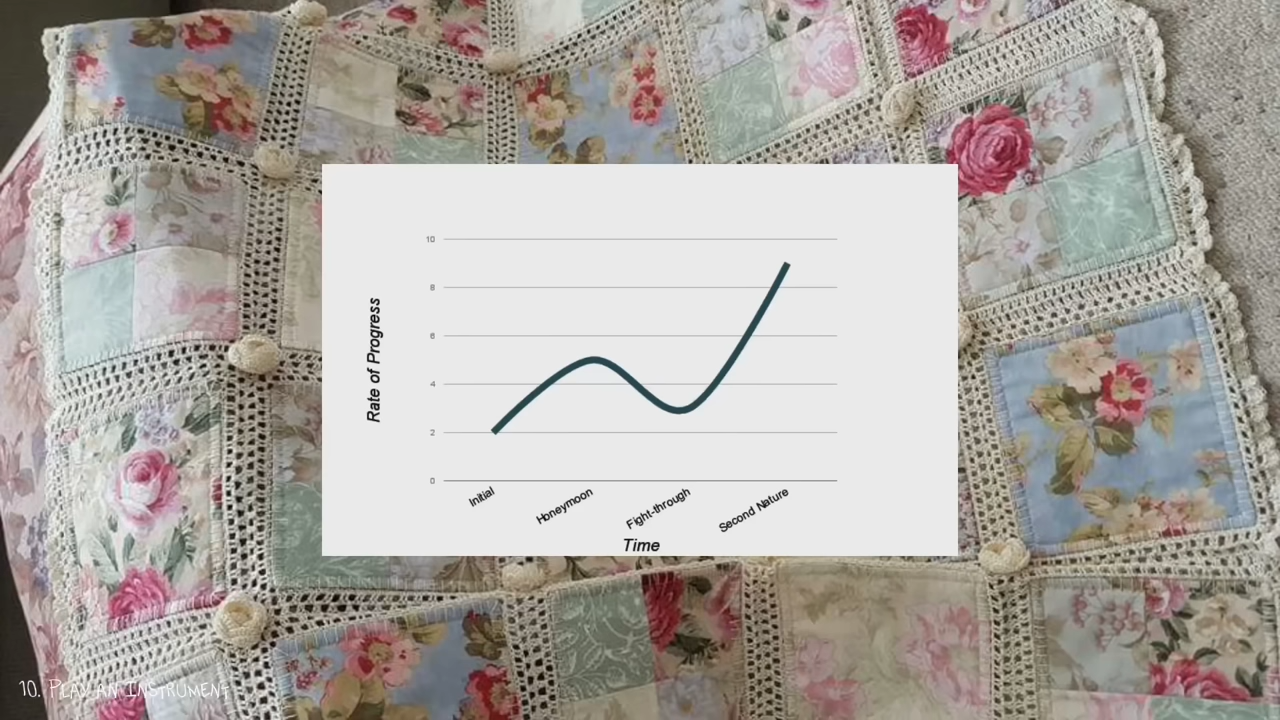 10
8
6
4
2
0
Rate of Progress
Initial
Honeymoon
Fight-through
Second Nature
Time
10. Play an Instrument